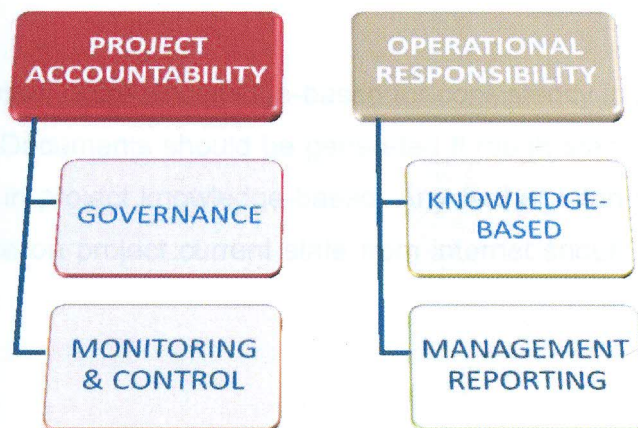 PROJECT
ACCOUNTABILITY
GOVERNANCE
MONITORING
& CONTROL
OPERATIONAL
RESPONSIBILITY
KNOWLEDGE-
BASED
MANAGEMENT
REPORTING